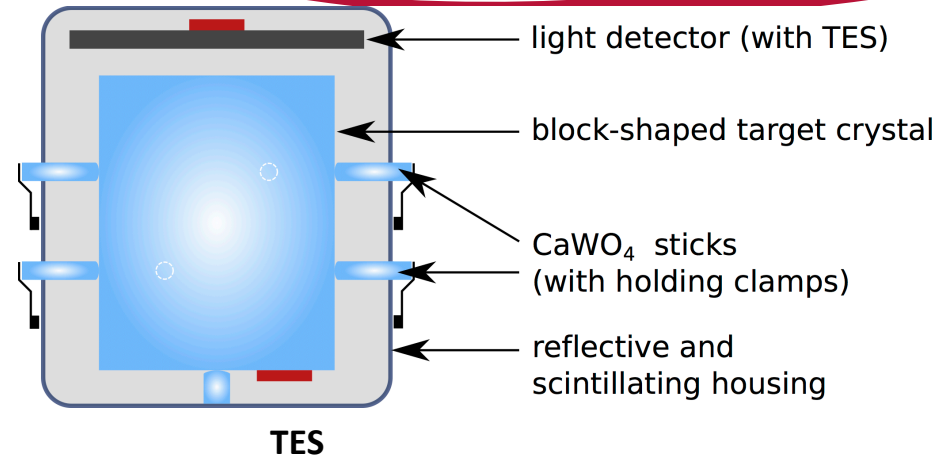 light detector (with TES)
block-shaped target crystal
CaWO₄ sticks
(with holding clamps)
reflective and
scintillating housing
TES